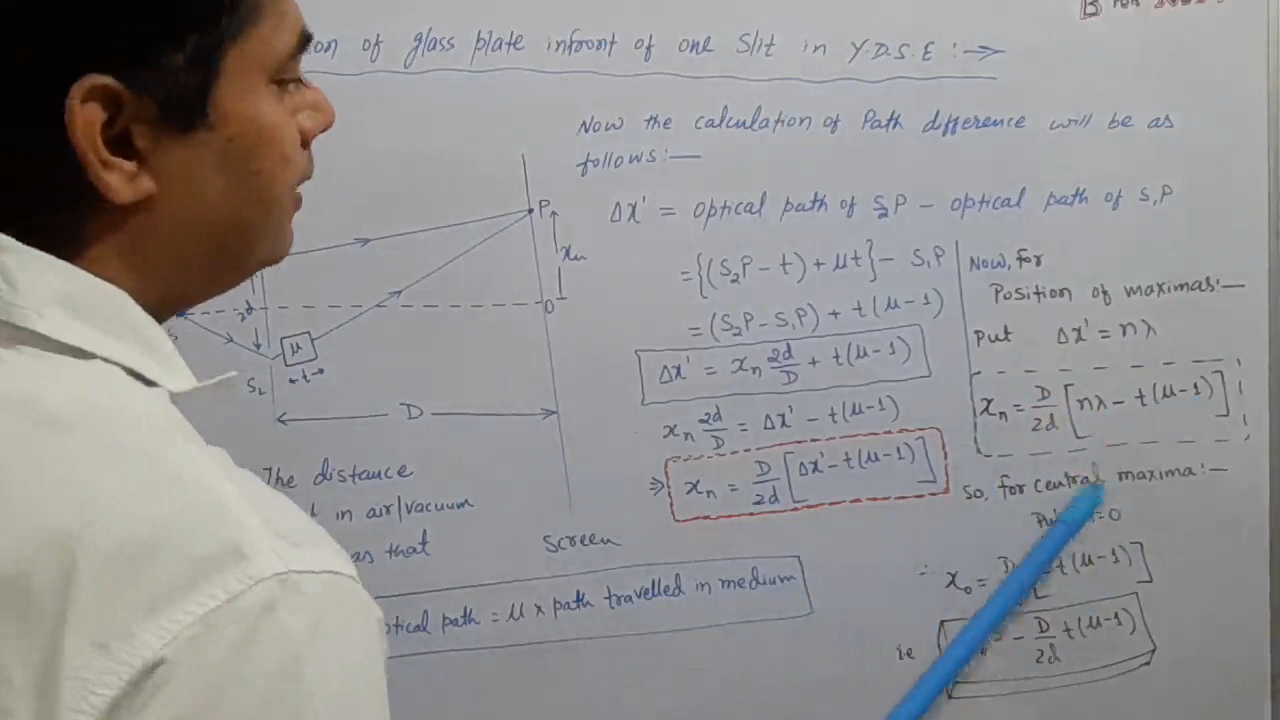 of glass plate infront of one Slit in Y.D.S.E :→
Now the calculation of Path difference will be as
follows:—
Δx' = optical path of S₂P − optical path of S₁P
= {(S₂P − t) + μt} − S₁P
= (S₂P − S₁P) + t(μ−1)
Δx' = xₙ 2d/D + t(μ−1)
xₙ 2d/D = Δx' − t(μ−1)
⇒ xₙ = D/2d [Δx' − t(μ−1)]
Now, for
Position of maximas:—
Put Δx' = nλ
xₙ = D/2d [nλ − t(μ−1)]
So, for central maxima:—
=0
∴ x₀ = t(μ−1)]
ie − D/2d t(μ−1)
P
xₙ
O
2d
S
μ
t
S₂
D
Screen
The distance
in air/vacuum
as that
path = μ × path travelled in medium